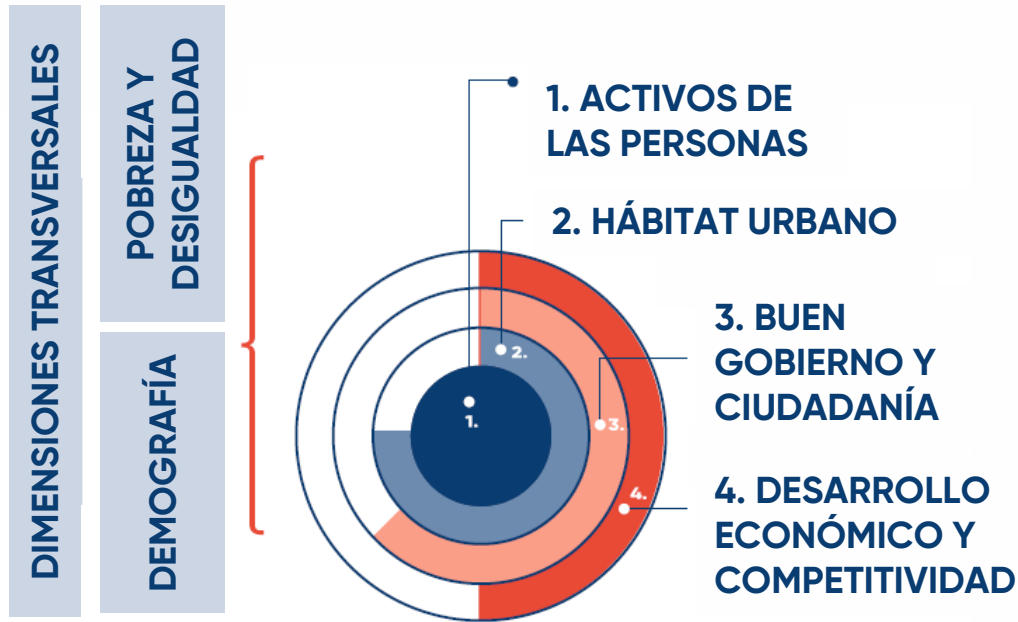 DIMENSIONES TRANSVERSALES
POBREZA Y
DESIGUALDAD
DEMOGRAFÍA
1. ACTIVOS DE
LAS PERSONAS
2. HÁBITAT URBANO
3. BUEN
GOBIERNO Y
CIUDADANÍA
4. DESARROLLO
ECONÓMICO Y
COMPETITIVIDAD
2.
1.
3.
4.